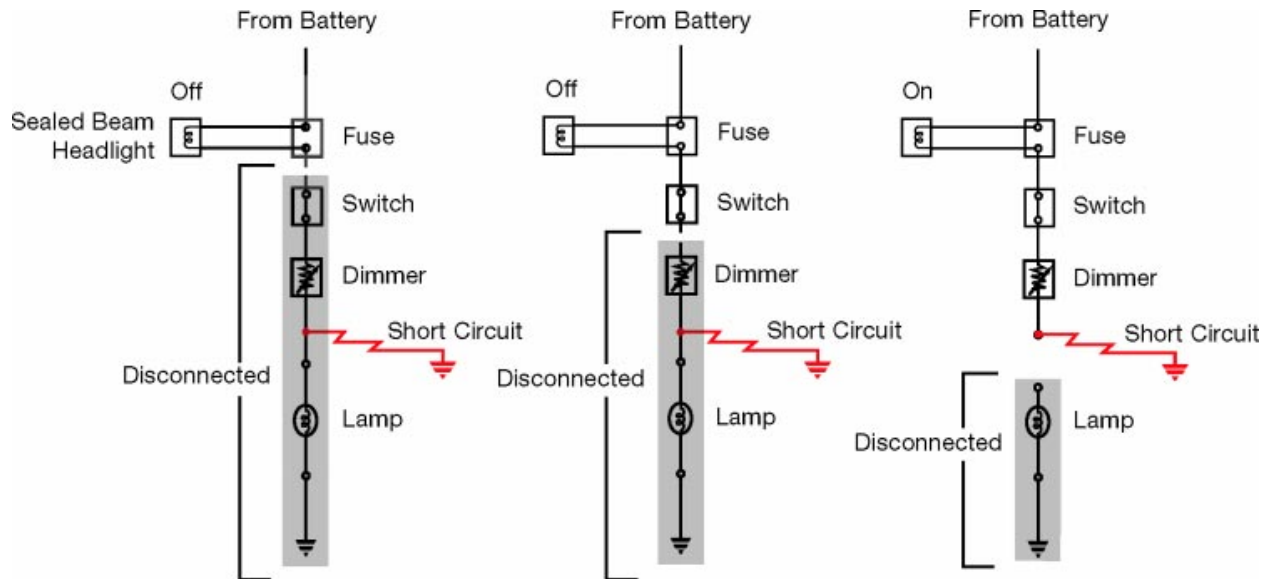 From Battery
Off
Sealed Beam
Headlight
Fuse
Switch
Dimmer
Short Circuit
Disconnected
Lamp
From Battery
Off
Fuse
Switch
Dimmer
Short Circuit
Disconnected
Lamp
From Battery
On
Fuse
Switch
Dimmer
Short Circuit
Disconnected
Lamp